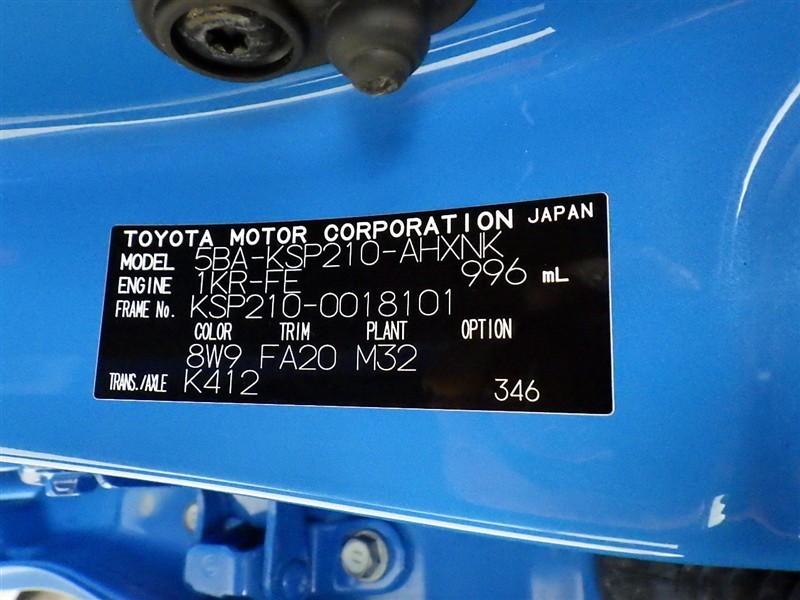 TOYOTA MOTOR CORPORATION JAPAN
MODEL 5BA-KSP210-AHXNK
ENGINE 1KR-FE 996 mL
FRAME No. KSP210-0018101
COLOR TRIM PLANT OPTION
8W9 FA20 M32
TRANS./AXLE K412 346